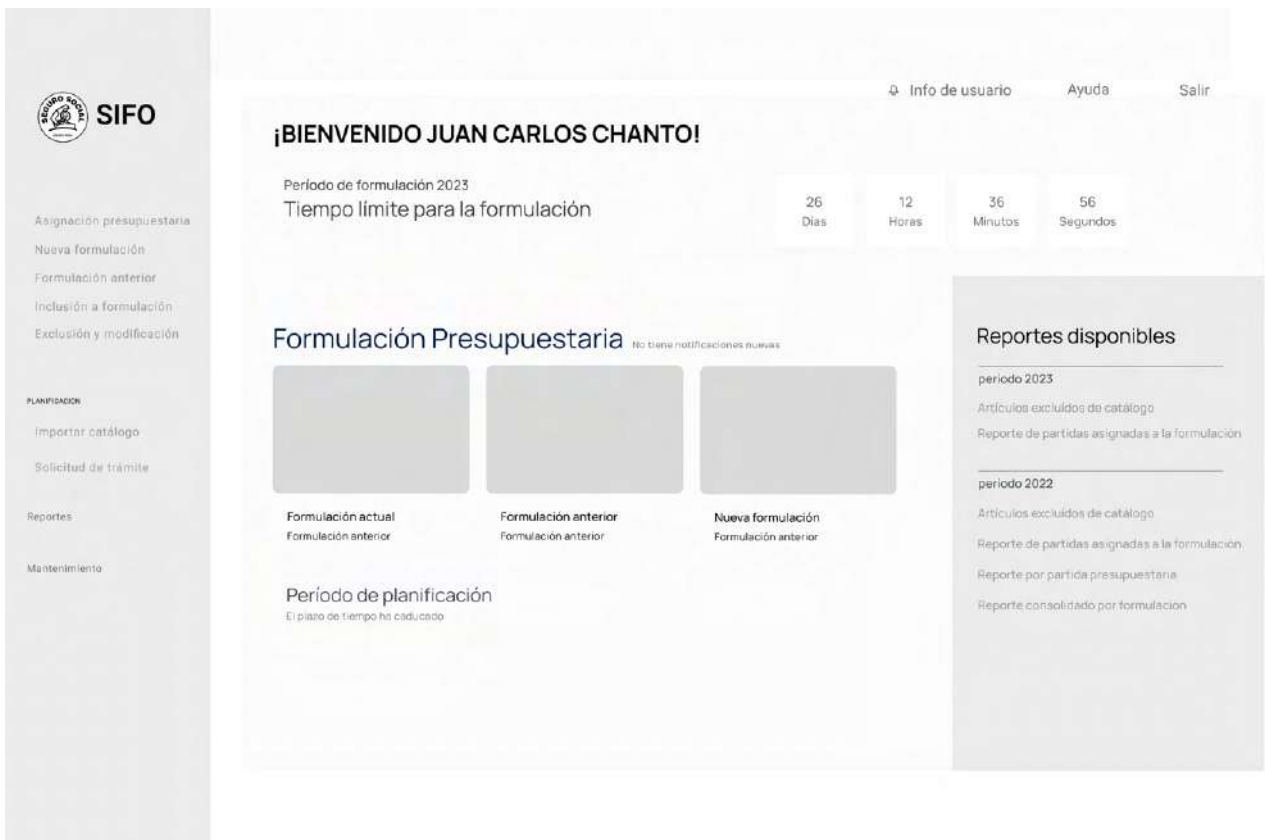 SEGURO SOCIAL
SIFO
Asignación presupuestaria
Nueva formulación
Formulación anterior
Inclusión a formulación
Exclusión y modificación
PLANIFICACIÓN
Importar catálogo
Solicitud de trámite
Reportes
Mantenimiento
Info de usuario
Ayuda
Salir
¡BIENVENIDO JUAN CARLOS CHANTO!
Período de formulación 2023
Tiempo límite para la formulación
26
Días
12
Horas
36
Minutos
56
Segundos
Formulación Presupuestaria No tiene notificaciones nuevas
Formulación actual
Formulación anterior
Formulación anterior
Formulación anterior
Nueva formulación
Formulación anterior
Período de planificación
El plazo de tiempo ha caducado
Reportes disponibles
periodo 2023
Artículos excluídos de catálogo
Reporte de partidas asignadas a la formulación
periodo 2022
Artículos excluídos de catálogo
Reporte de partidas asignadas a la formulación.
Reporte por partida presupuestaria
Reporte consolidado por formulacion